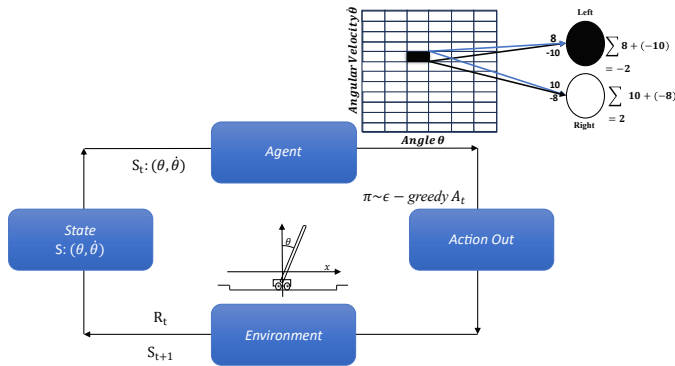 Left
8
-10
∑ 8 + (−10)
= −2
10
-8
∑ 10 + (−8)
= 2
Right
Angular Velocity θ̇
Angle θ
Agent
Sₜ: (θ, θ̇)
π~ϵ − greedy Aₜ
State
S: (θ, θ̇)
Action Out
θ
x
Rₜ
Sₜ₊₁
Environment